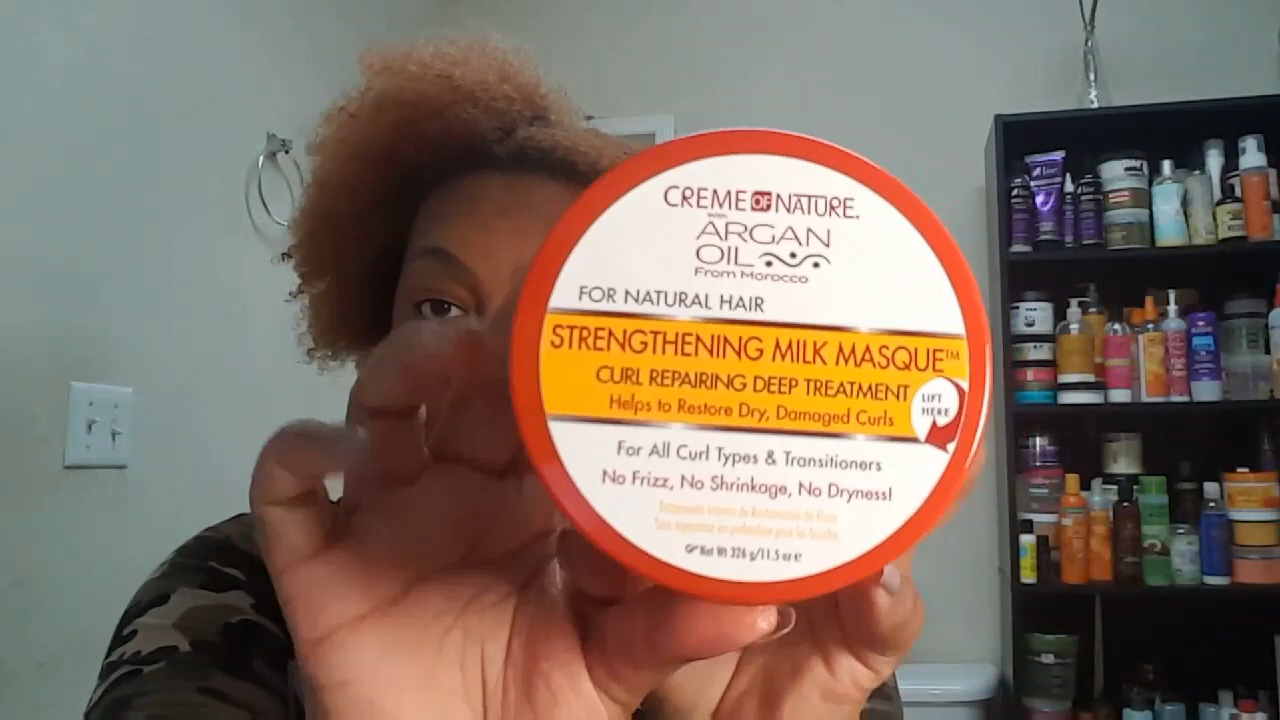 CREME OF NATURE.
with
ARGAN
OIL
From Morocco
FOR NATURAL HAIR
STRENGTHENING MILK MASQUE™
CURL REPAIRING DEEP TREATMENT
Helps to Restore Dry, Damaged Curls
LIFT
HERE
For All Curl Types & Transitioners
No Frizz, No Shrinkage, No Dryness!
Net Wt 326 g/11.5 oz e